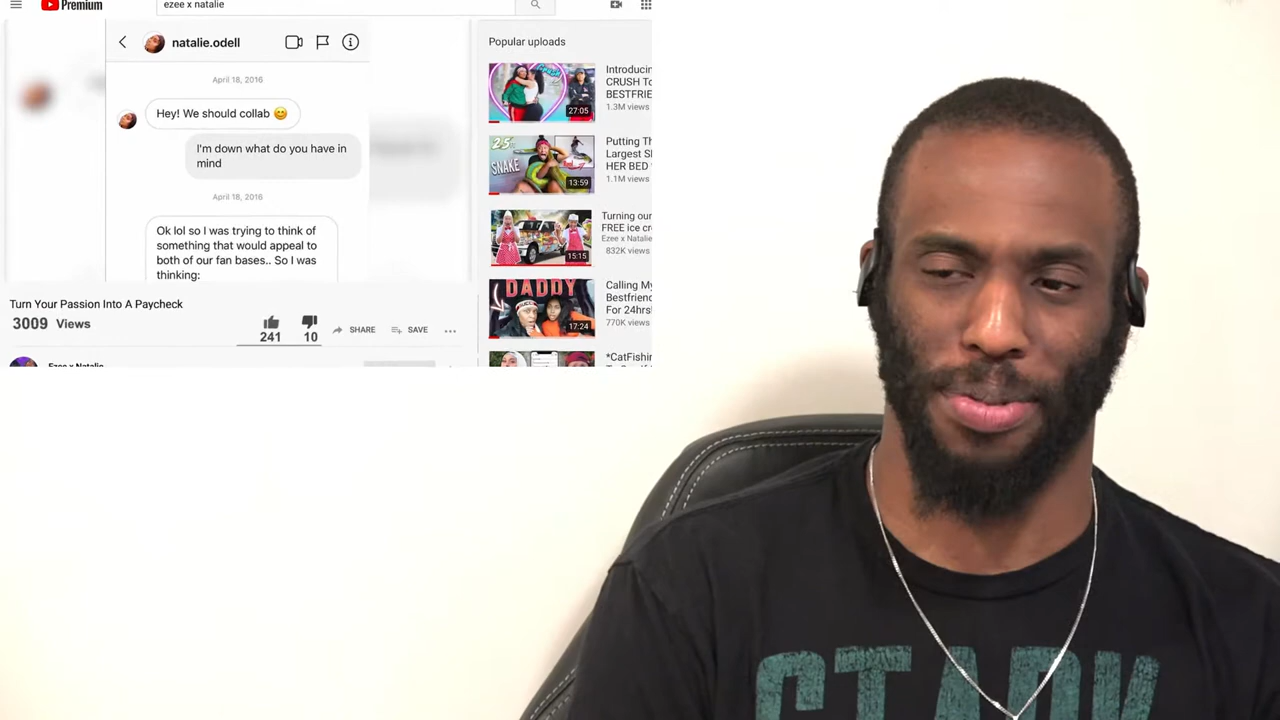 Premium
ezee x natalie
natalie.odell
April 18, 2016
Hey! We should collab 😊
I'm down what do you have in
mind
April 18, 2016
Ok lol so I was trying to think of
something that would appeal to
both of our fan bases.. So I was
thinking:
Turn Your Passion Into A Paycheck
3009 Views
241
10
SHARE
SAVE
Ezee x Natalie
Popular uploads
27:05
Introducin
CRUSH To
BESTFRIE
1.3M views
25ft
SNAKE
13:59
Putting Th
Largest S
HER BED
1.1M views
15:15
Turning our
FREE ice cr
Ezee x Natalie
832K views
DADDY
17:24
Calling My
Bestfriend
For 24hrs
770K views
*CatFishin
STARK